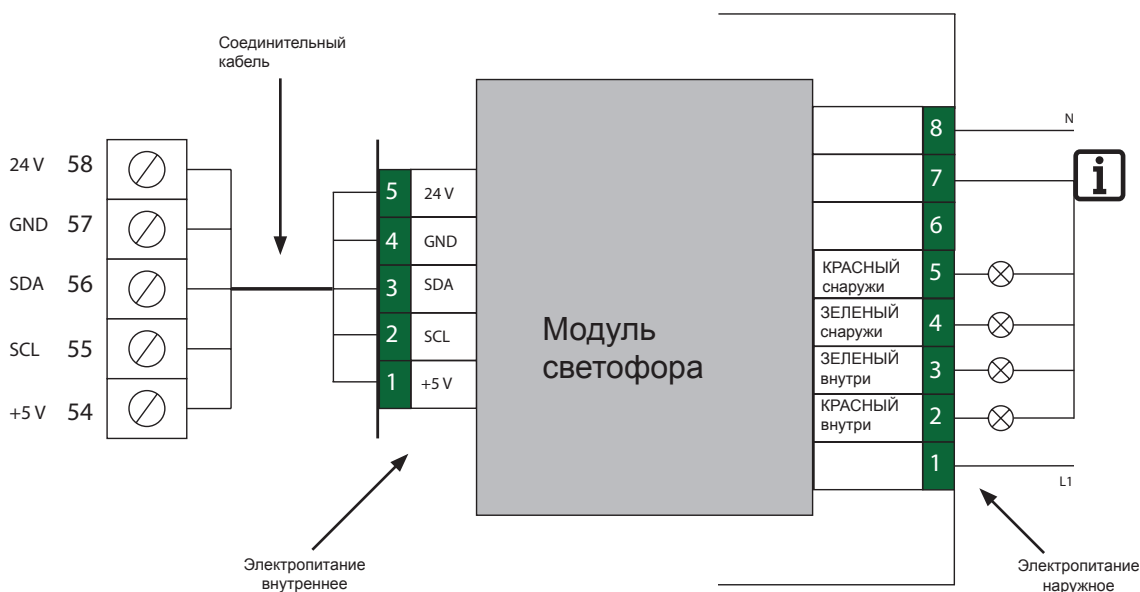 Соединительный
кабель
24 V 58
GND 57
SDA 56
SCL 55
+5 V 54
5 24 V
4 GND
3 SDA
2 SCL
1 +5 V
Модуль
светофора
8
7
6
КРАСНЫЙ
снаружи
5
ЗЕЛЕНЫЙ
снаружи
4
ЗЕЛЕНЫЙ
внутри
3
КРАСНЫЙ
внутри
2
1
N
i
L1
Электропитание
внутреннее
Электропитание
наружное